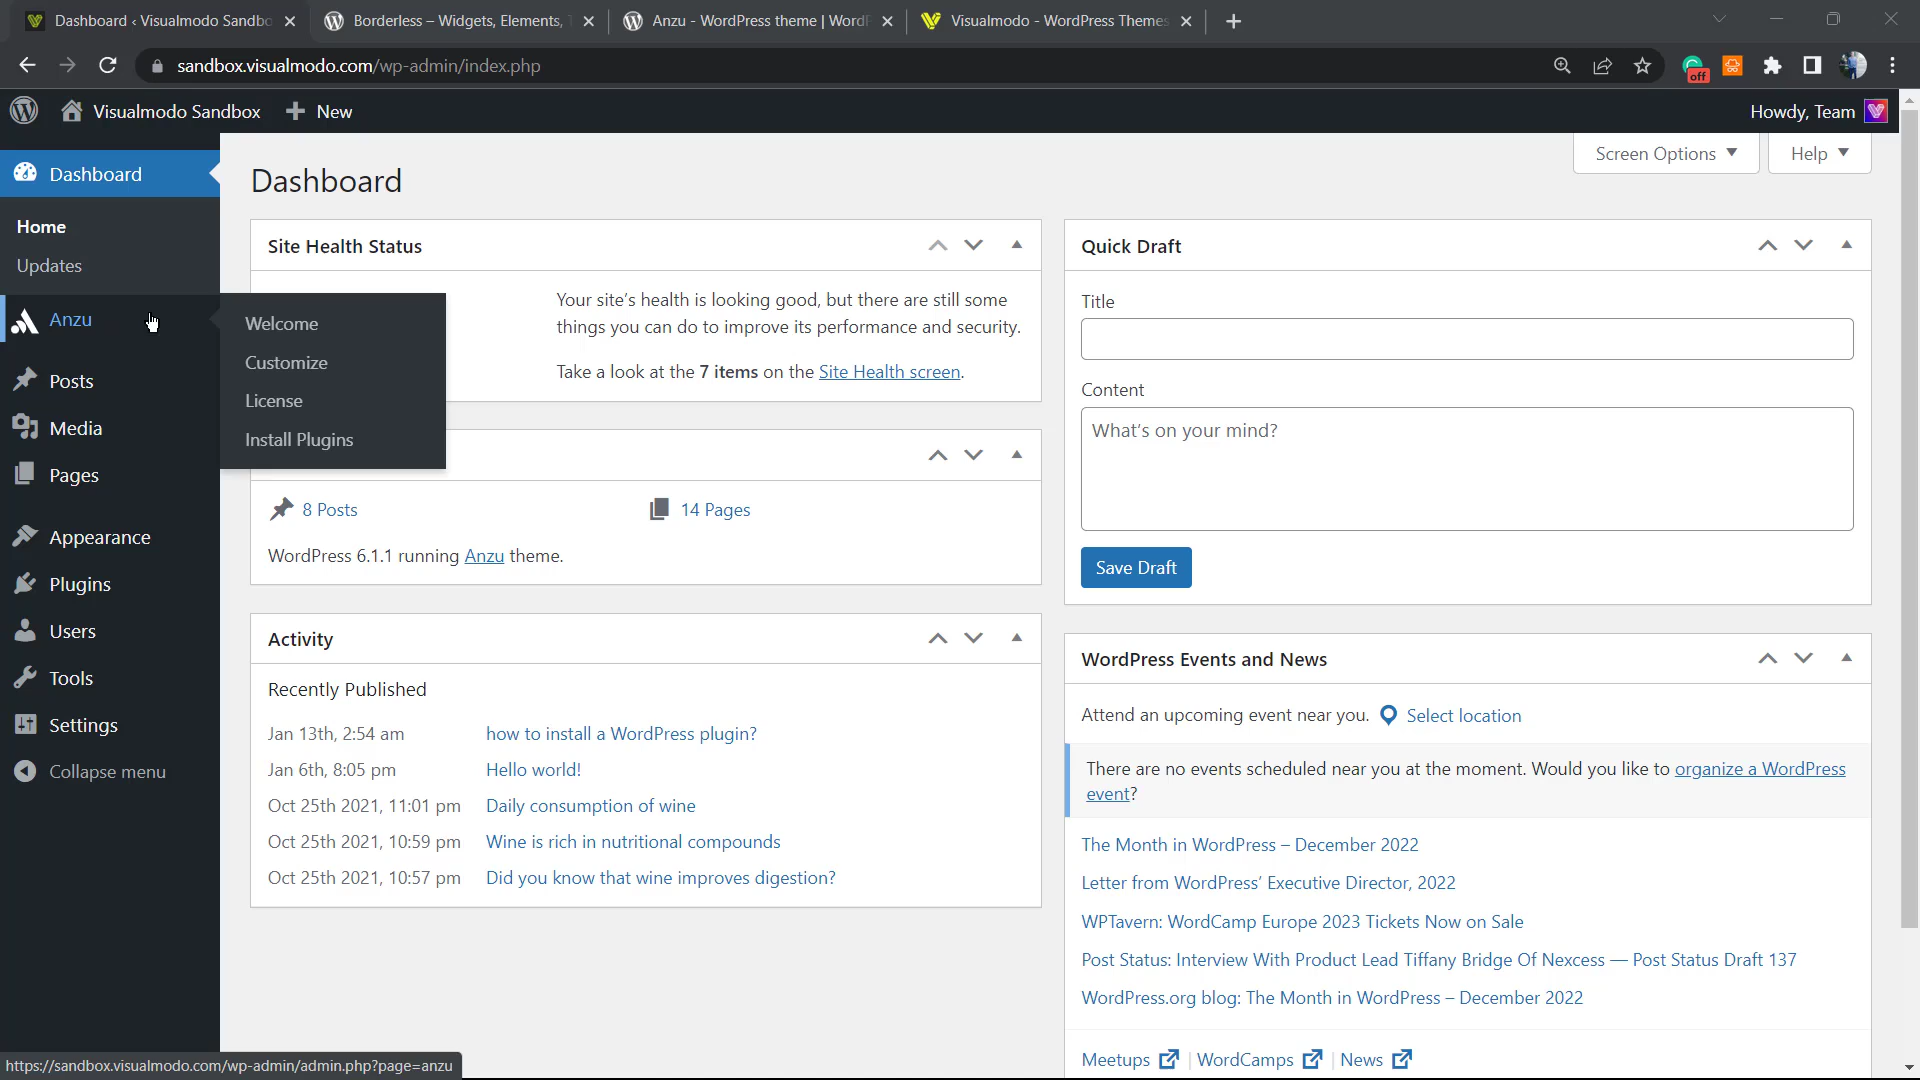 Dashboard ‹ Visualmodo Sandbo
Borderless – Widgets, Elements, T
Anzu - WordPress theme | WordP
Visualmodo - WordPress Themes
sandbox.visualmodo.com/wp-admin/index.php
off
Visualmodo Sandbox
New
Howdy, Team
Dashboard
Home
Updates
Anzu
Posts
Media
Pages
Appearance
Plugins
Users
Tools
Settings
Collapse menu
Welcome
Customize
License
Install Plugins
Screen Options
Help
Dashboard
Site Health Status
Your site's health is looking good, but there are still some
things you can do to improve its performance and security.
Take a look at the 7 items on the Site Health screen.
8 Posts
14 Pages
WordPress 6.1.1 running Anzu theme.
Activity
Recently Published
Jan 13th, 2:54 am how to install a WordPress plugin?
Jan 6th, 8:05 pm Hello world!
Oct 25th 2021, 11:01 pm Daily consumption of wine
Oct 25th 2021, 10:59 pm Wine is rich in nutritional compounds
Oct 25th 2021, 10:57 pm Did you know that wine improves digestion?
Quick Draft
Title
Content
What's on your mind?
Save Draft
WordPress Events and News
Attend an upcoming event near you. Select location
There are no events scheduled near you at the moment. Would you like to organize a WordPress
event?
The Month in WordPress – December 2022
Letter from WordPress' Executive Director, 2022
WPTavern: WordCamp Europe 2023 Tickets Now on Sale
Post Status: Interview With Product Lead Tiffany Bridge Of Nexcess — Post Status Draft 137
WordPress.org blog: The Month in WordPress – December 2022
Meetups | WordCamps | News
https://sandbox.visualmodo.com/wp-admin/admin.php?page=anzu